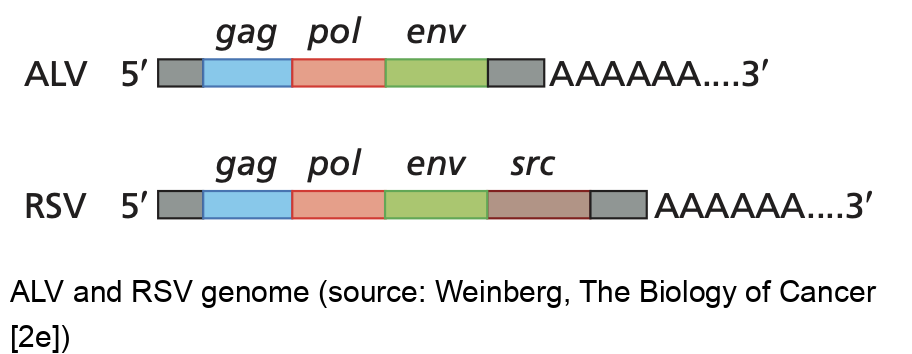 gag pol env
ALV 5′ AAAAAA....3′
gag pol env src
RSV 5′ AAAAAA....3′
ALV and RSV genome (source: Weinberg, The Biology of Cancer
[2e])